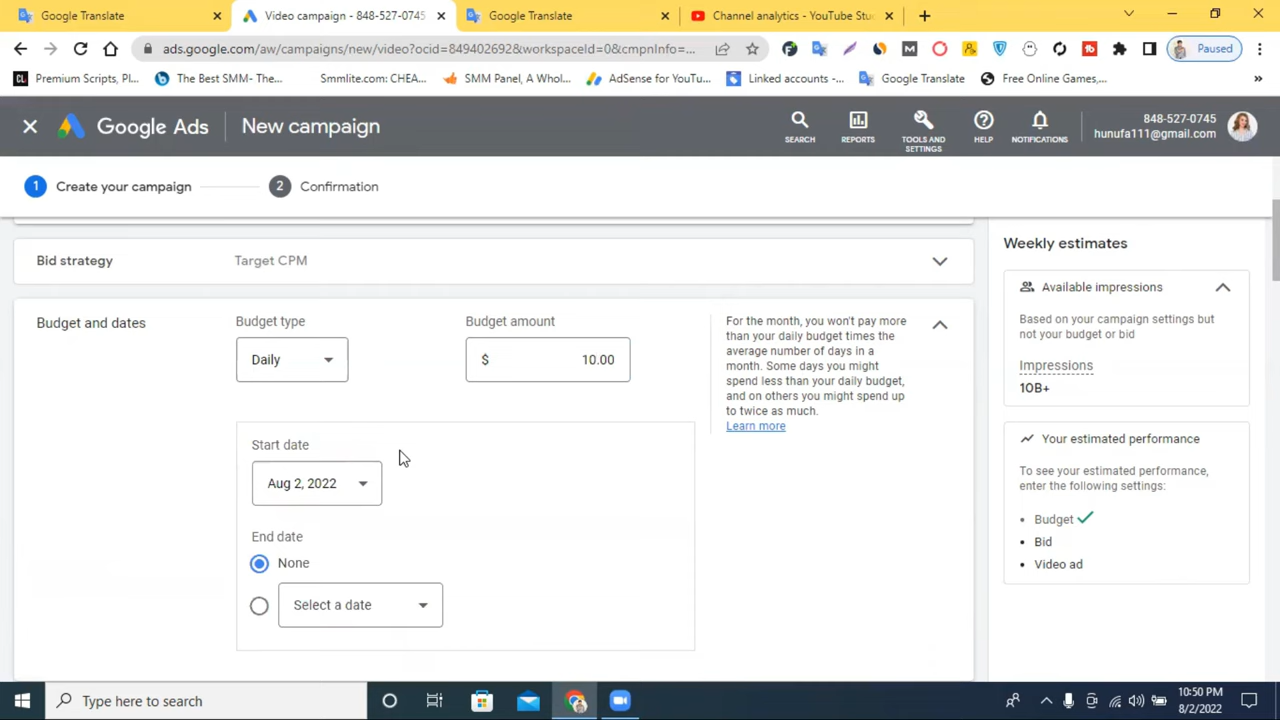 Google Translate
Video campaign - 848-527-0745
Google Translate
Channel analytics - YouTube Stu
ads.google.com/aw/campaigns/new/video?ocid=849402692&workspaceId=0&cmpnInfo=...
Paused
Premium Scripts, Pl...
The Best SMM- The...
Smmlite.com: CHEA...
SMM Panel, A Whol...
AdSense for YouTu...
Linked accounts -...
Google Translate
Free Online Games,...
Google Ads
New campaign
SEARCH
REPORTS
TOOLS AND
SETTINGS
HELP
NOTIFICATIONS
848-527-0745
hunufa111@gmail.com
1 Create your campaign
2 Confirmation
Bid strategy
Target CPM
Budget and dates
Budget type
Daily
Budget amount
$ 10.00
For the month, you won't pay more
than your daily budget times the
average number of days in a
month. Some days you might
spend less than your daily budget,
and on others you might spend up
to twice as much.
Learn more
Start date
Aug 2, 2022
End date
None
Select a date
Weekly estimates
Available impressions
Based on your campaign settings but
not your budget or bid
Impressions
10B+
Your estimated performance
To see your estimated performance,
enter the following settings:
• Budget
• Bid
• Video ad
Type here to search
10:50 PM
8/2/2022